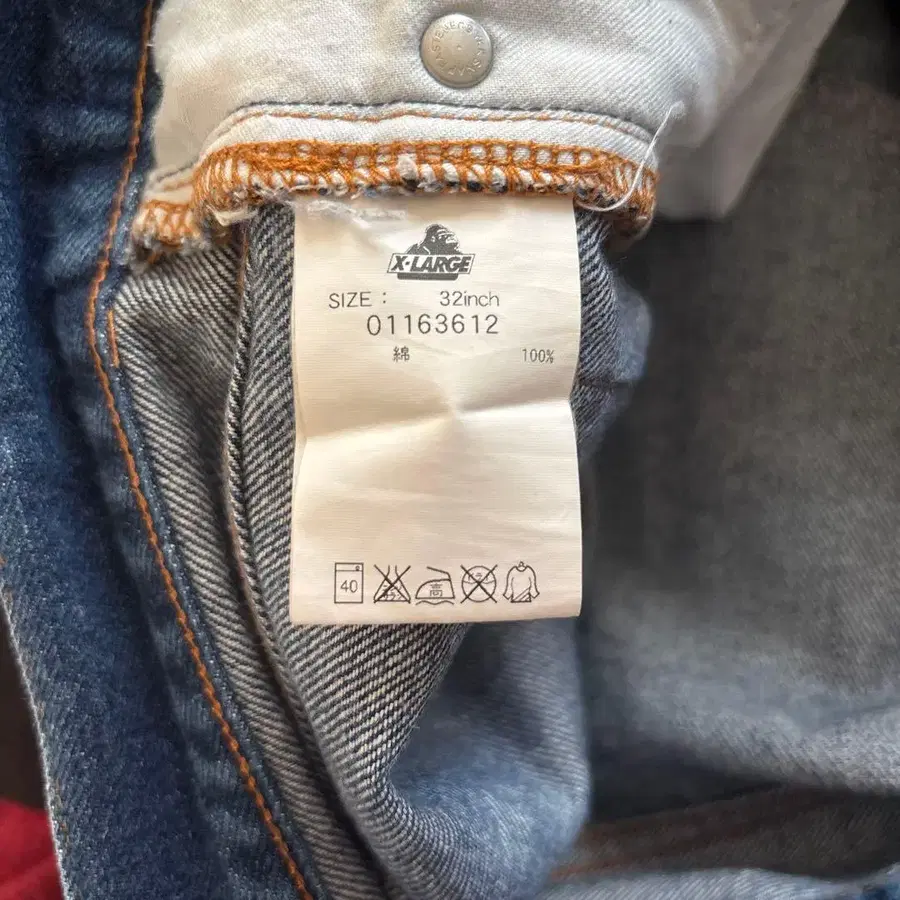 X-LARGE
SIZE : 32inch
01163612
綿 100%
40 高